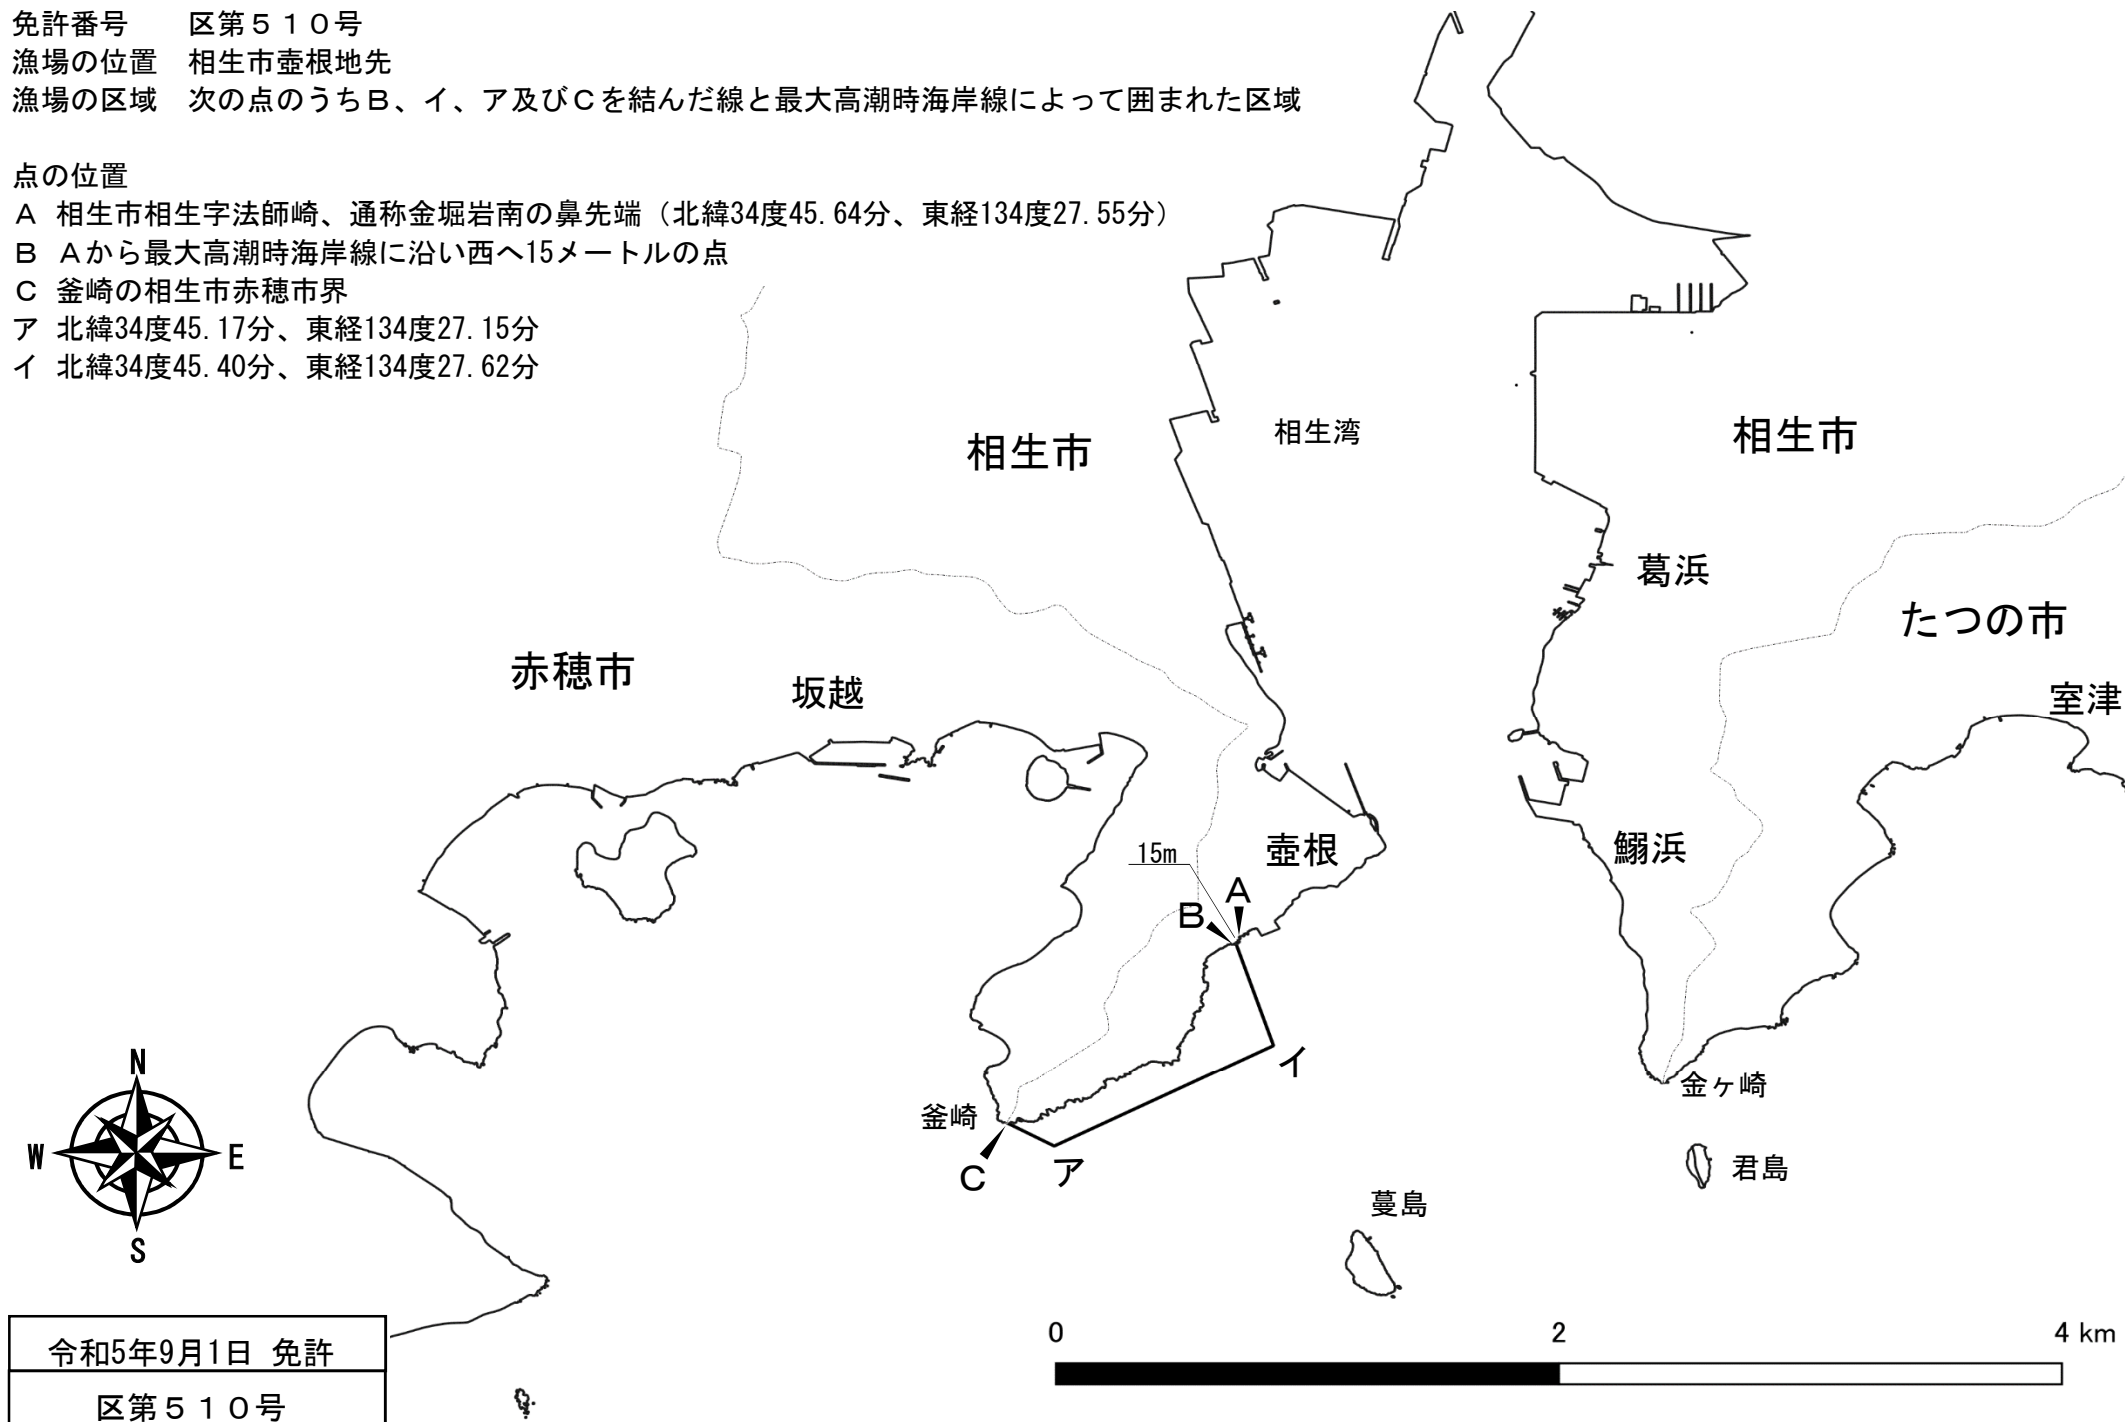 免許番号　　区第５１０号
漁場の位置　相生市壺根地先
漁場の区域　次の点のうちＢ、イ、ア及びＣを結んだ線と最大高潮時海岸線によって囲まれた区域
点の位置
Ａ 相生市相生字法師崎、通称金堀岩南の鼻先端（北緯34度45.64分、東経134度27.55分）
Ｂ Ａから最大高潮時海岸線に沿い西へ15メートルの点
Ｃ 釜崎の相生市赤穂市界
ア 北緯34度45.17分、東経134度27.15分
イ 北緯34度45.40分、東経134度27.62分
相生市
相生湾
相生市
葛浜
たつの市
赤穂市
坂越
室津
15m
壺根
鰯浜
A
B
イ
釜崎
金ヶ崎
C
ア
君島
蔓島
N
W
E
S
0
2
4 km
令和5年9月1日 免許
区第５１０号